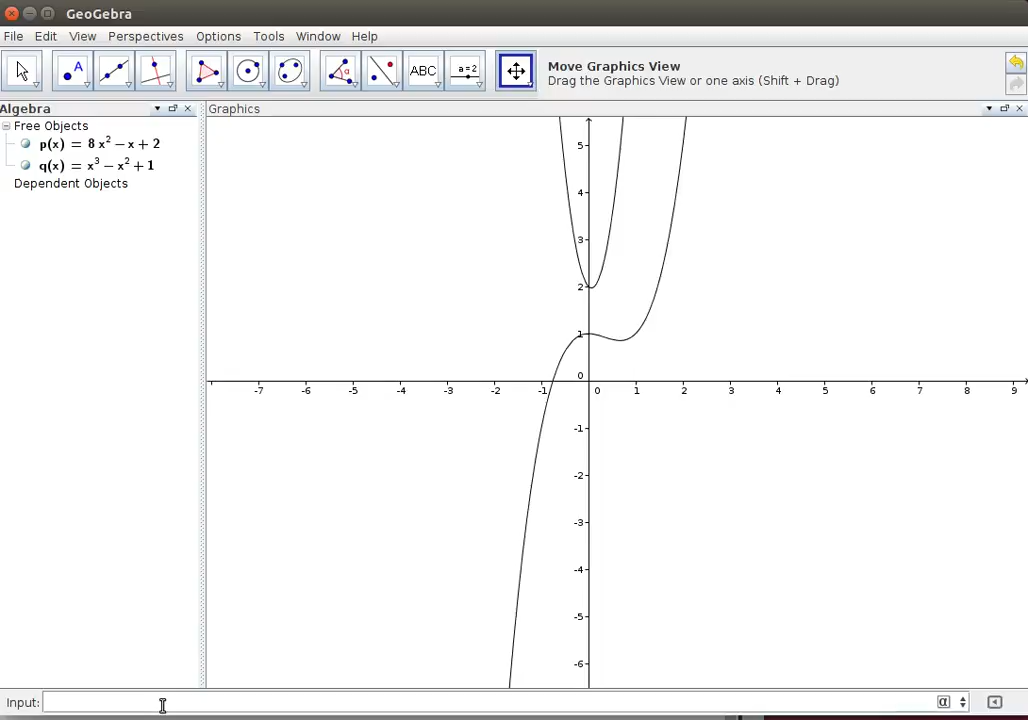 GeoGebra
File Edit View Perspectives Options Tools Window Help
A α ABC a=2 Move Graphics View
Drag the Graphics View or one axis (Shift + Drag)
Algebra Graphics
Free Objects
p(x) = 8 x² − x + 2
q(x) = x³ − x² + 1
Dependent Objects
5
4
3
2
1
0
-7 -6 -5 -4 -3 -2 -1 0 1 2 3 4 5 6 7 8 9
-1
-2
-3
-4
-5
-6
Input: α